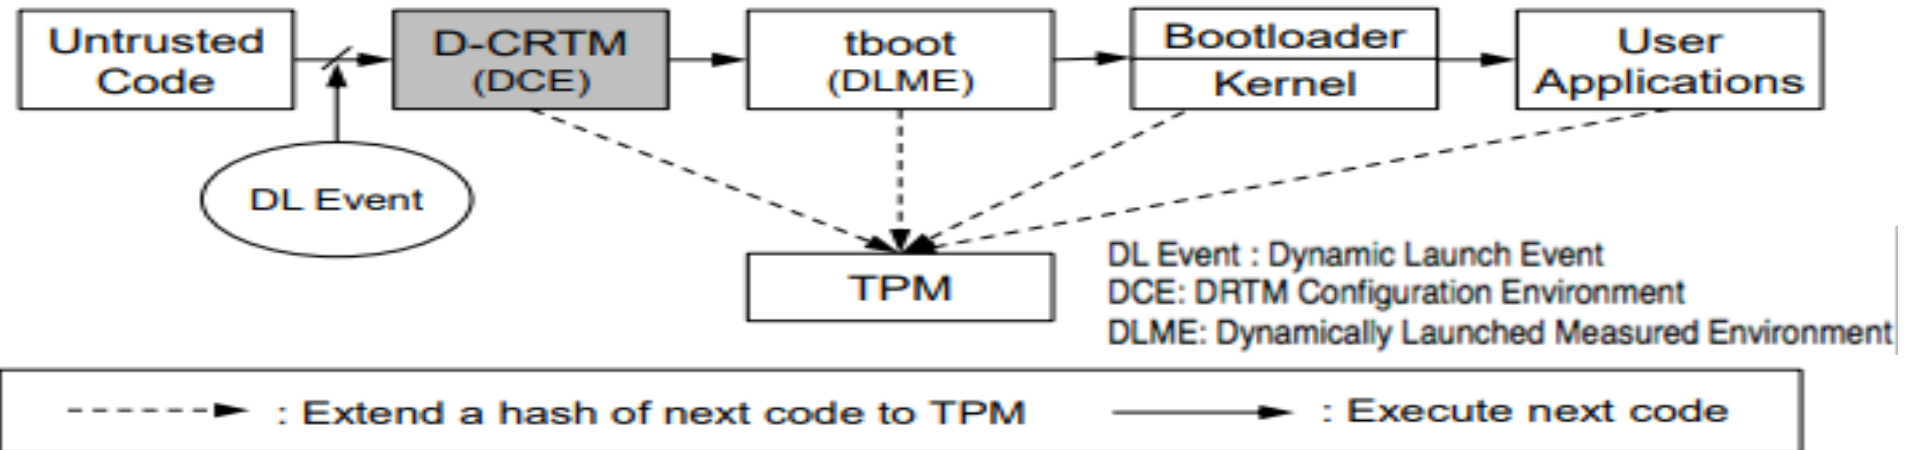 Untrusted
Code
D-CRTM
(DCE)
tboot
(DLME)
Bootloader
Kernel
User
Applications
DL Event
TPM
DL Event : Dynamic Launch Event
DCE: DRTM Configuration Environment
DLME: Dynamically Launched Measured Environment
: Extend a hash of next code to TPM
: Execute next code